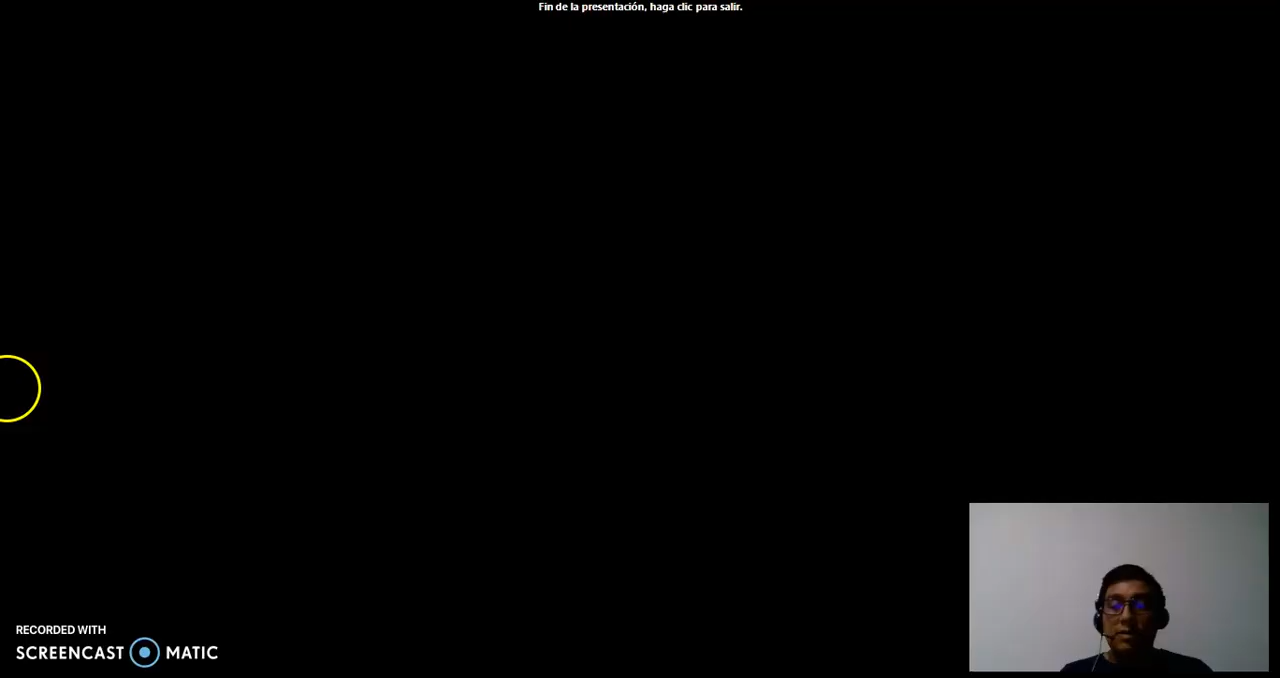 Fin de la presentación, haga clic para salir.
RECORDED WITH
SCREENCAST MATIC